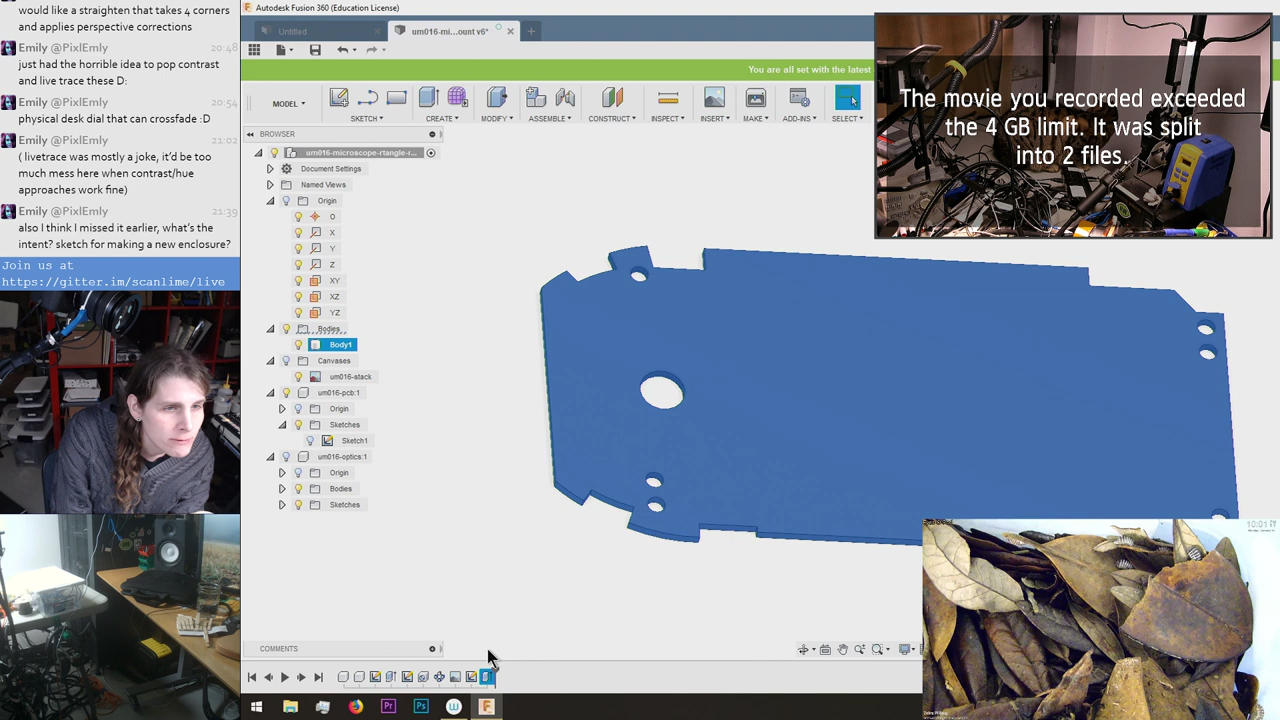 would like a straighten that takes 4 corners
and applies perspective corrections
Emily @PixlEmly 20:48
just had the horrible idea to pop contrast
and live trace the D:
Emily @PixlEmly 20:54
physical desk dial that can crossfade :D
Emily @PixlEmly 21:02
( livetrace was mostly a joke, it'd be too
much mess here when contrast/hue
approaches work fine)
Emily @PixlEmly 21:39
also I think I missed it earlier, what's the
intent? sketch for making a new enclosure?
Join us at
https://gitter.im/scanlime/live
Autodesk Fusion 360 (Education License)
Untitled
um016-mi...ount v6*
You are all set with the latest
MODEL
SKETCH
CREATE
MODIFY
ASSEMBLE
CONSTRUCT
INSPECT
INSERT
MAKE
ADD-INS
SELECT
BROWSER
um016-microscope-rtangle-r...
Document Settings
Named Views
Origin
O
X
Y
Z
XY
XZ
YZ
Bodies
Body1
Canvases
um016-stack
um016-pcb:1
Origin
Sketches
Sketch1
um016-optics:1
Origin
Bodies
Sketches
COMMENTS
The movie you recorded exceeded
the 4 GB limit. It was split
into 2 files.